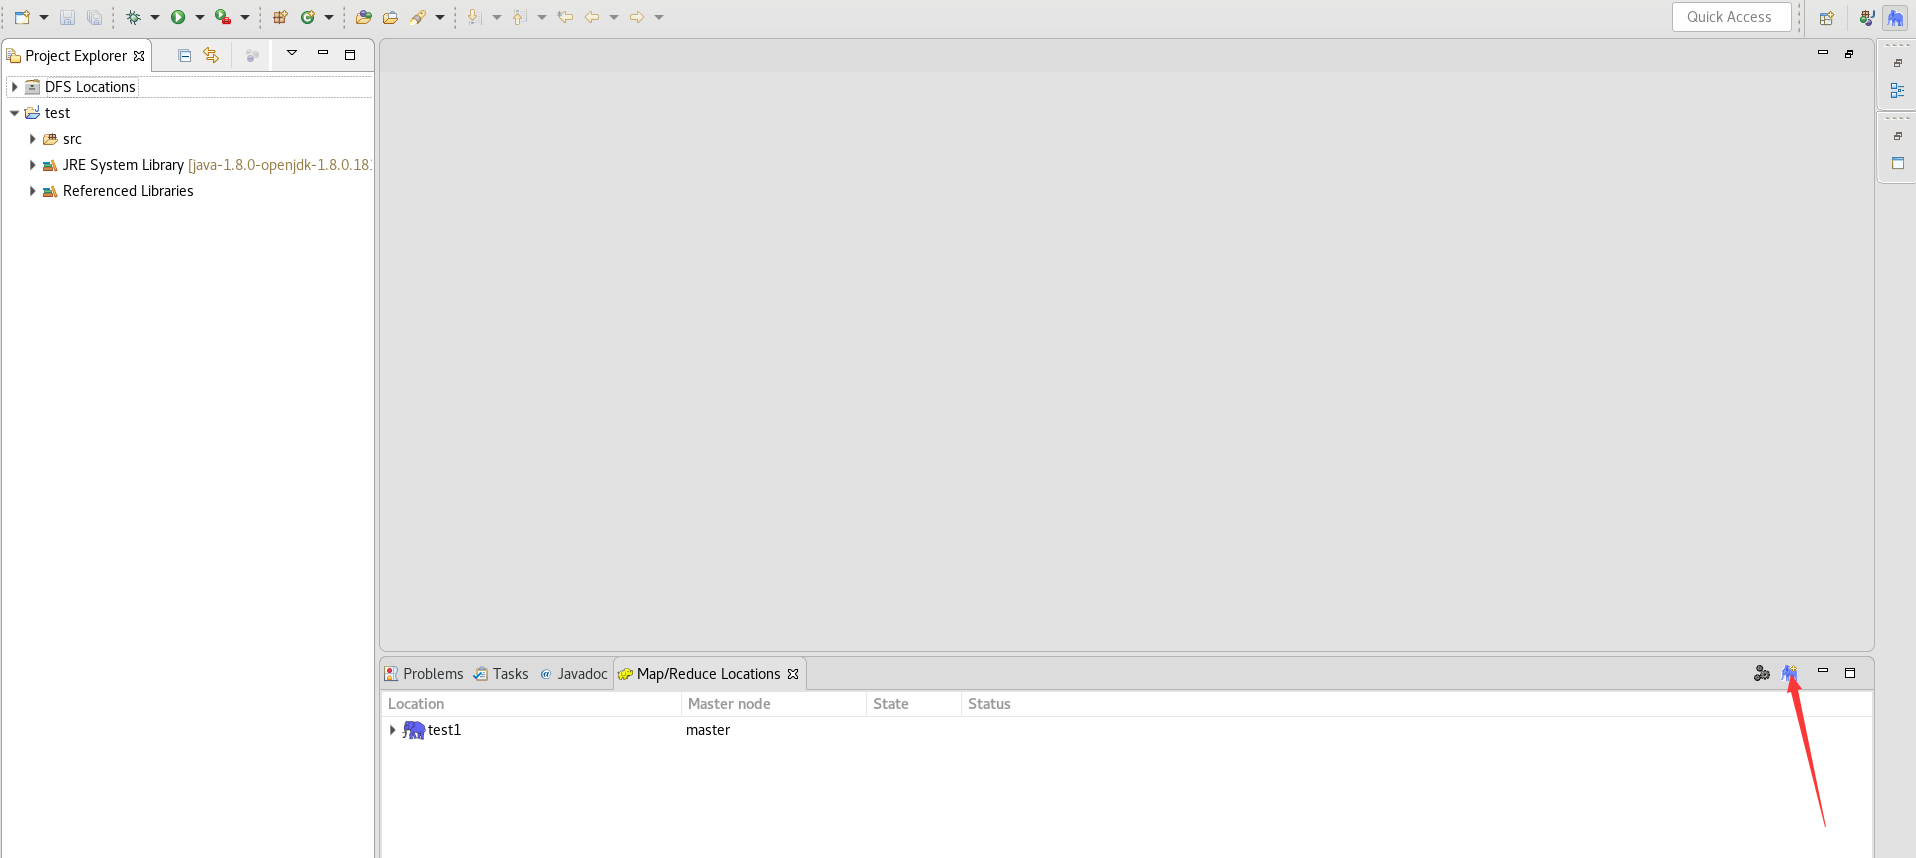 Quick Access
Project Explorer
DFS Locations
test
src
JRE System Library [java-1.8.0-openjdk-1.8.0.18
Referenced Libraries
Problems Tasks @ Javadoc Map/Reduce Locations
Location Master node State Status
test1 master